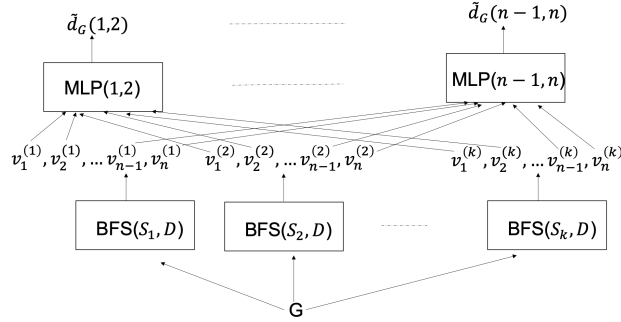 d̃_G(1,2) d̃_G(n − 1, n)
MLP(1,2) MLP(n − 1, n)
v_1^{(1)}, v_2^{(1)}, … v_{n−1}^{(1)}, v_n^{(1)} v_1^{(2)}, v_2^{(2)}, … v_{n−1}^{(2)}, v_n^{(2)} v_1^{(k)}, v_2^{(k)}, … v_{n−1}^{(k)}, v_n^{(k)}
BFS(S_1, D) BFS(S_2, D) BFS(S_k, D)
G